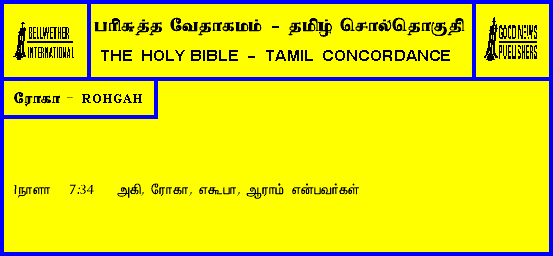 BELLWETHER
INTERNATIONAL
பரிசுத்த வேதாகமம் - தமிழ் சொல்தொகுதி
THE HOLY BIBLE - TAMIL CONCORDANCE
GOOD NEWS
PUBLISHERS
ரோகா - ROHGAH
1நாளா 7:34 அகி, ரோகா, எகூபா, ஆராம் என்பவர்கள்